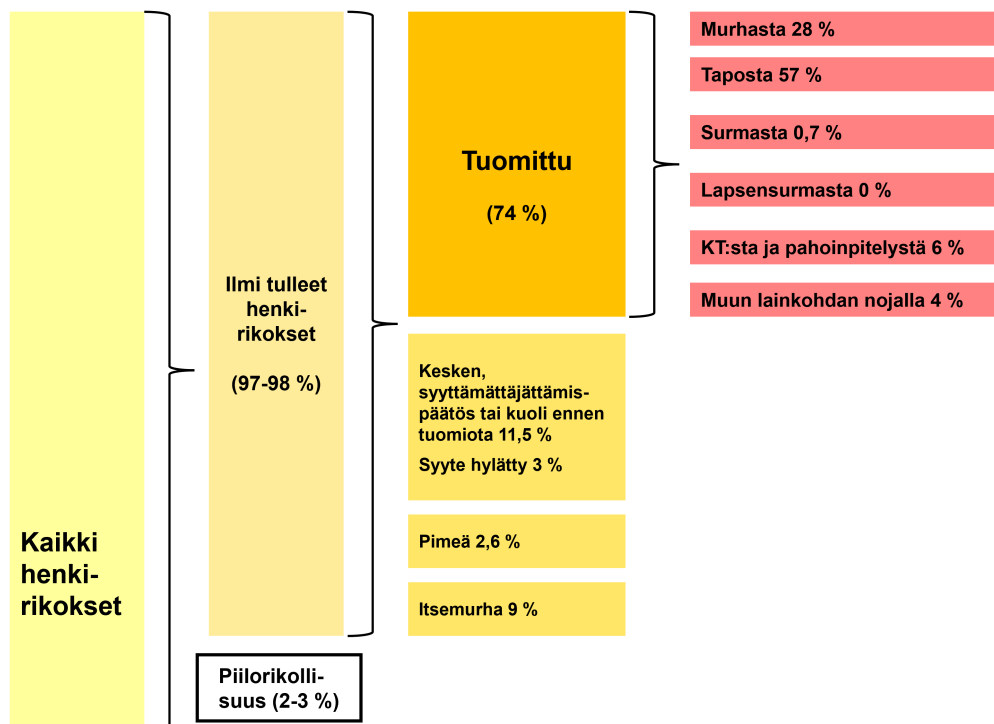 Kaikki
henki-
rikokset
Ilmi tulleet
henki-
rikokset
(97-98 %)
Piilorikolli-
suus (2-3 %)
Tuomittu
(74 %)
Kesken,
syyttämättäjättämis-
päätös tai kuoli ennen
tuomiota 11,5 %
Syyte hylätty 3 %
Pimeä 2,6 %
Itsemurha 9 %
Murhasta 28 %
Taposta 57 %
Surmasta 0,7 %
Lapsensurmasta 0 %
KT:sta ja pahoinpitelystä 6 %
Muun lainkohdan nojalla 4 %